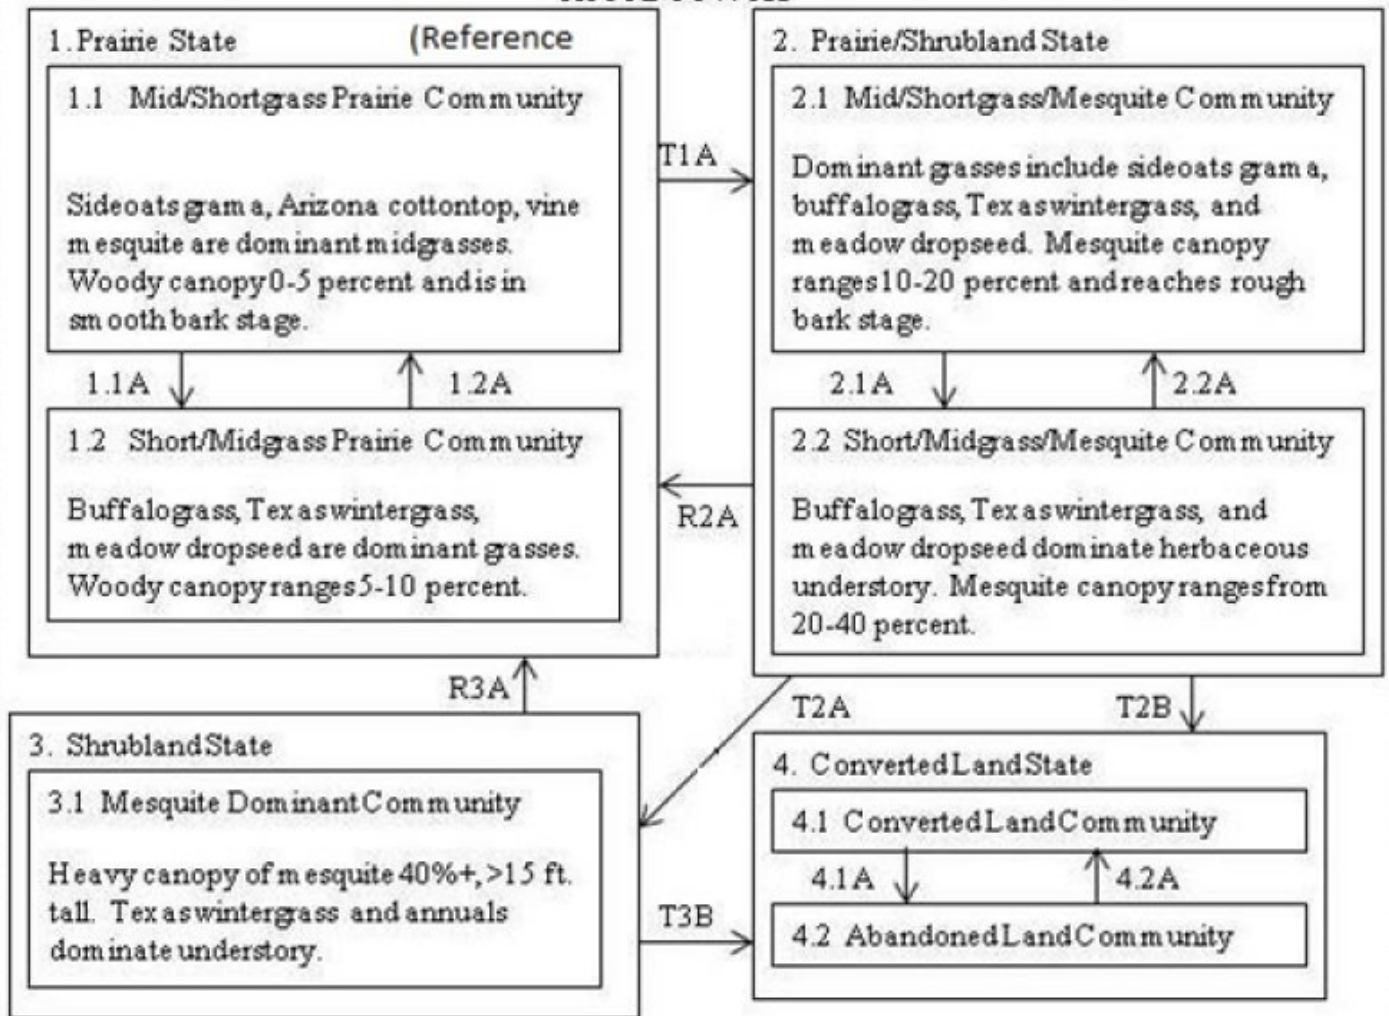 1. Prairie State (Reference
1.1 Mid/Shortgrass Prairie Community
Sideoats grama, Arizona cottontop, vine
mesquite are dominant midgrasses.
Woody canopy 0-5 percent and is in
smooth bark stage.
1.1A
1.2A
1.2 Short/Midgrass Prairie Community
Buffalograss, Texas wintergrass,
meadow dropseed are dominant grasses.
Woody canopy ranges 5-10 percent.
T1A
R2A
2. Prairie/Shrubland State
2.1 Mid/Shortgrass/Mesquite Community
Dominant grasses include sideoats grama,
buffalograss, Texas wintergrass, and
meadow dropseed. Mesquite canopy
ranges 10-20 percent and reaches rough
bark stage.
2.1A
2.2A
2.2 Short/Midgrass/Mesquite Community
Buffalograss, Texas wintergrass, and
meadow dropseed dominate herbaceous
understory. Mesquite canopy ranges from
20-40 percent.
R3A
T2A
T2B
3. Shrubland State
3.1 Mesquite Dominant Community
Heavy canopy of mesquite 40%+, >15 ft.
tall. Texas wintergrass and annuals
dominate understory.
T3B
4. Converted Land State
4.1 Converted Land Community
4.1A
4.2A
4.2 Abandoned Land Community